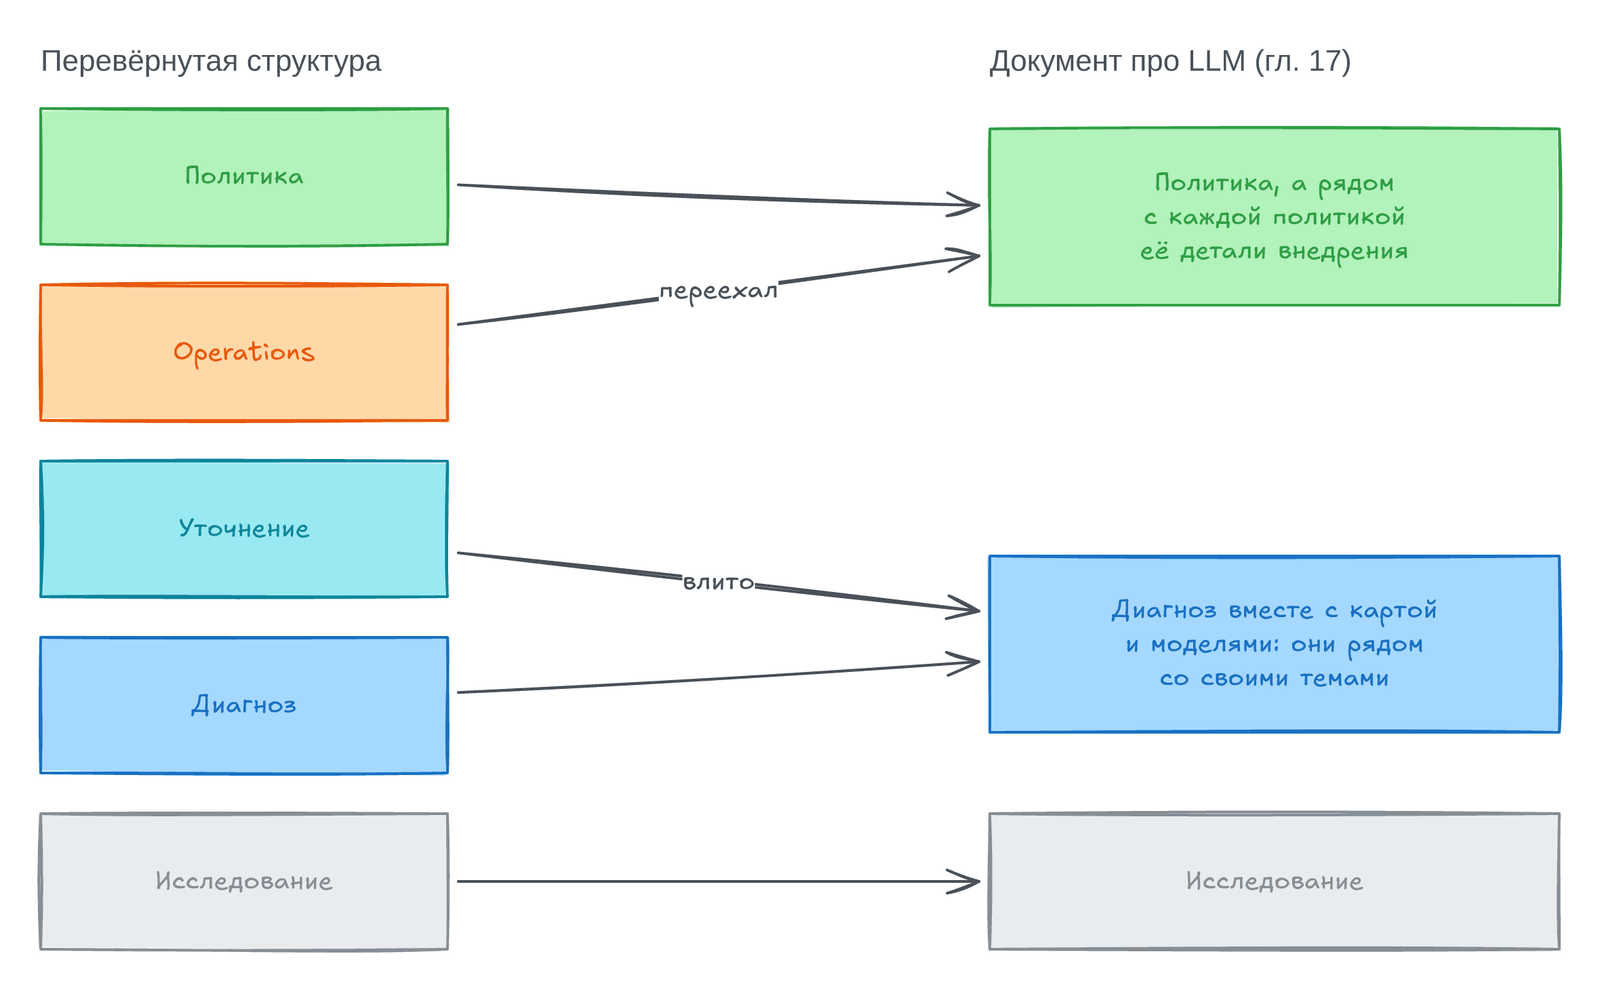 Перевёрнутая структура
Документ про LLM (гл. 17)
Политика
Политика, а рядом
с каждой политикой
её детали внедрения
переехал
Operations
Уточнение
влито
Диагноз вместе с картой
и моделями: они рядом
со своими темами
Диагноз
Исследование
Исследование